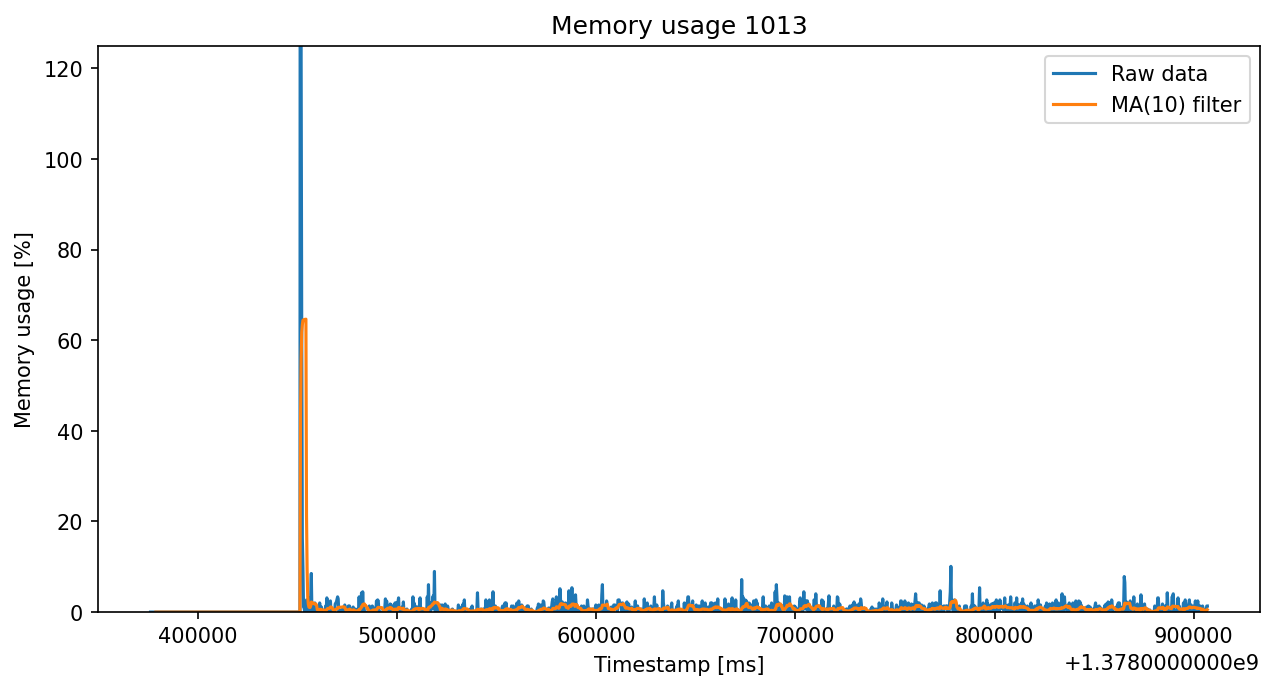 Memory usage 1013
Raw data
MA(10) filter
Memory usage [%]
120
100
80
60
40
20
0
400000 500000 600000 700000 800000 900000
Timestamp [ms]
+1.3780000000e9